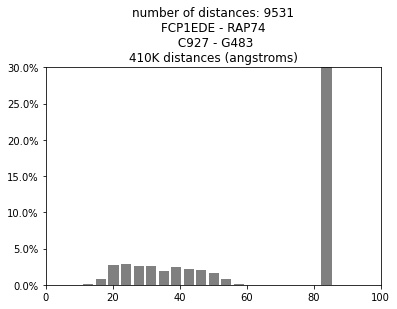 number of distances: 9531
FCP1EDE - RAP74
C927 - G483
410K distances (angstroms)
30.0%
25.0%
20.0%
15.0%
10.0%
5.0%
0.0%
0 20 40 60 80 100